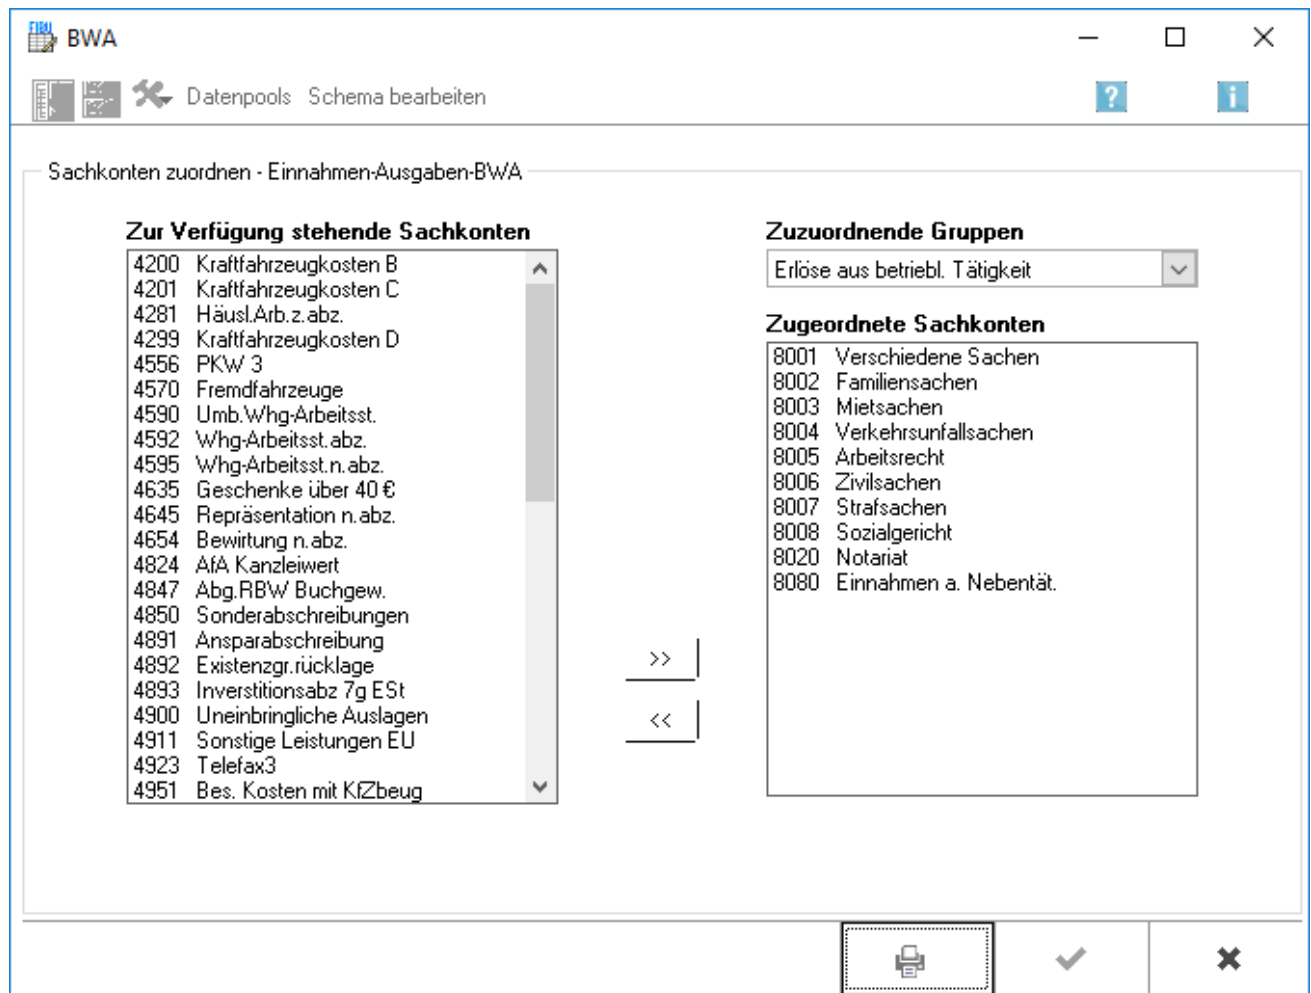 FIBU
BWA
Datenpools Schema bearbeiten
?
i
Sachkonten zuordnen - Einnahmen-Ausgaben-BWA
Zur Verfügung stehende Sachkonten
4200 Kraftfahrzeugkosten B
4201 Kraftfahrzeugkosten C
4281 Häusl.Arb.z.abz.
4299 Kraftfahrzeugkosten D
4556 PKW 3
4570 Fremdfahrzeuge
4590 Umb.Whg-Arbeitsst.
4592 Whg-Arbeitsst.abz.
4595 Whg-Arbeitsst.n.abz.
4635 Geschenke über 40 €
4645 Repräsentation n.abz.
4654 Bewirtung n.abz.
4824 AfA Kanzleiwert
4847 Abg.RBW Buchgew.
4850 Sonderabschreibungen
4891 Ansparabschreibung
4892 Existenzgr.rücklage
4893 Inverstitionsabz 7g ESt
4900 Uneinbringliche Auslagen
4911 Sonstige Leistungen EU
4923 Telefax3
4951 Bes. Kosten mit KfZbeug
>>
<<
Zuzuordnende Gruppen
Erlöse aus betriebl. Tätigkeit
Zugeordnete Sachkonten
8001 Verschiedene Sachen
8002 Familiensachen
8003 Mietsachen
8004 Verkehrsunfallsachen
8005 Arbeitsrecht
8006 Zivilsachen
8007 Strafsachen
8008 Sozialgericht
8020 Notariat
8080 Einnahmen a. Nebentät.